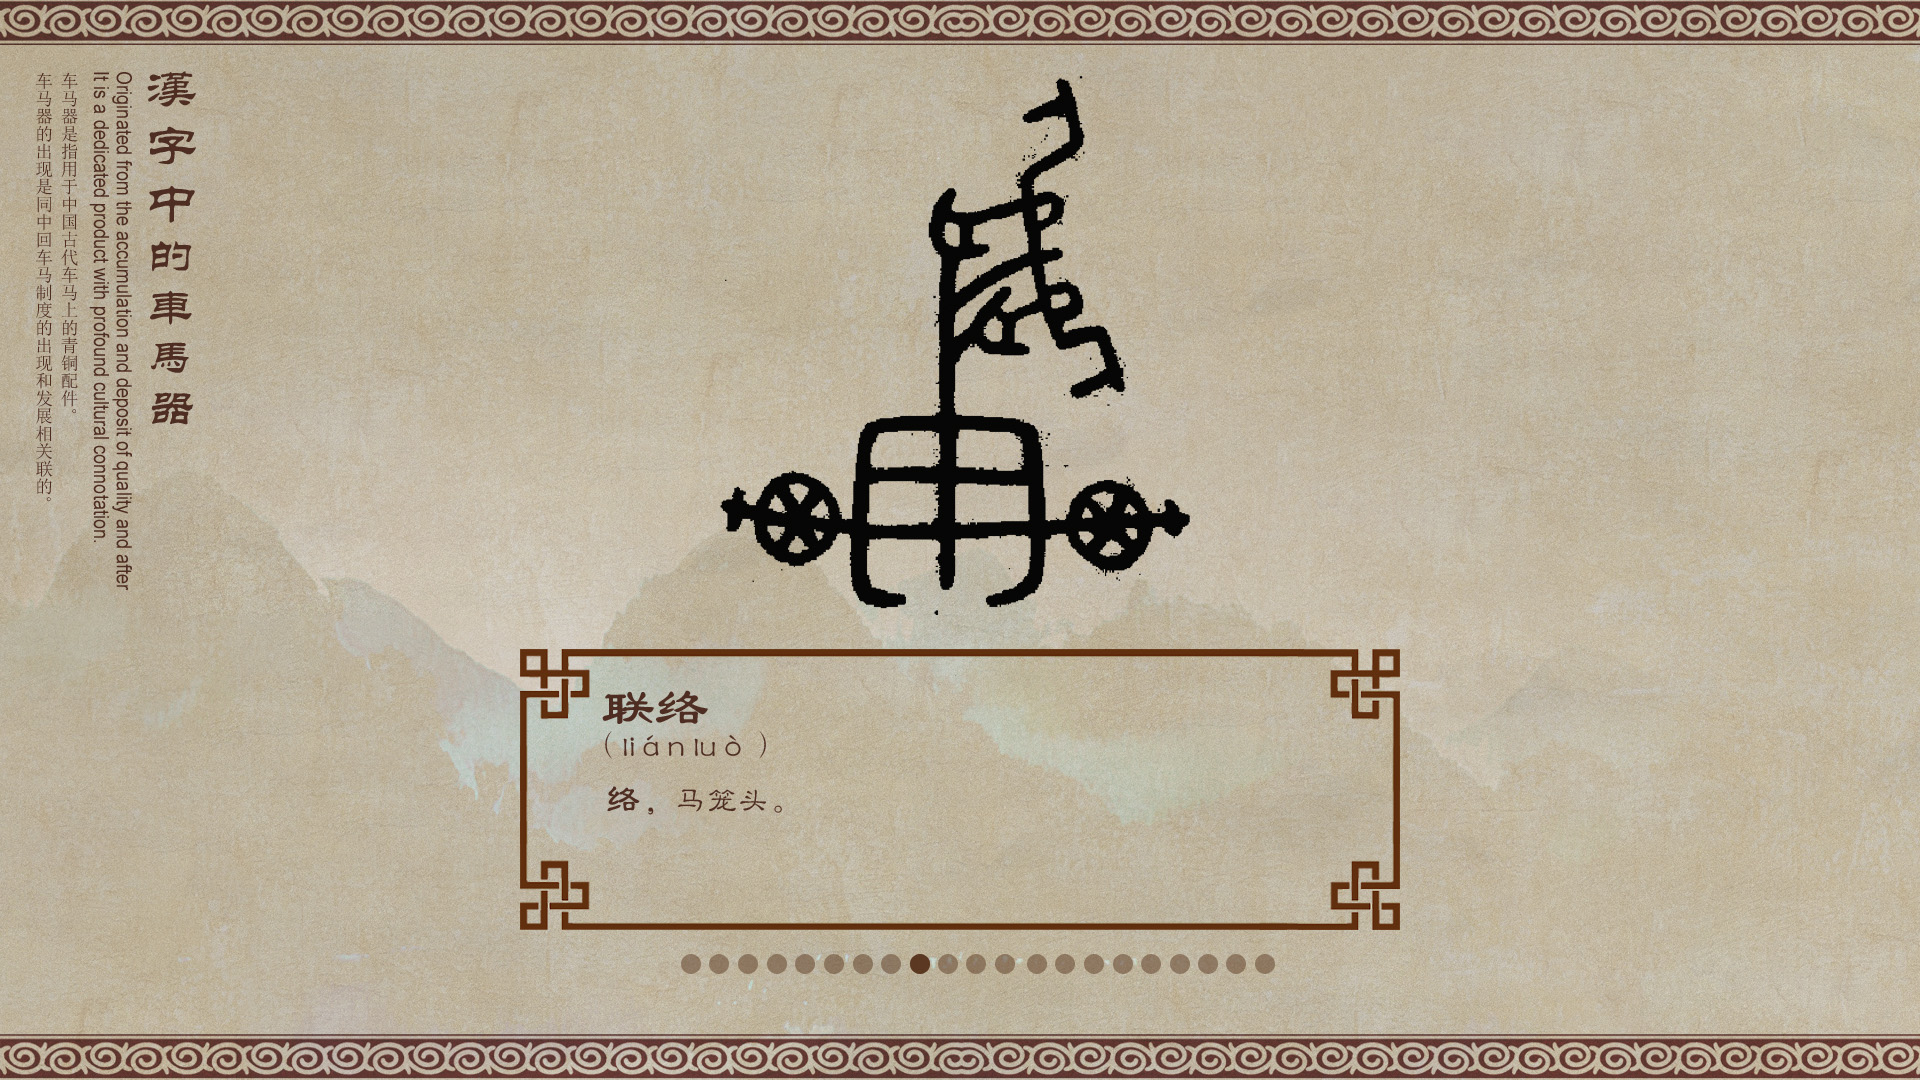 漢字中的車馬器
Originated from the accumulation and deposit of quality and after
It is a dedicated product with profound cultural connotation.
车马器是指用于中国古代车马上的青铜配件。
车马器的出现是同中回车马制度的出现和发展相关联的。
联络
(liánluò)
络，马笼头。